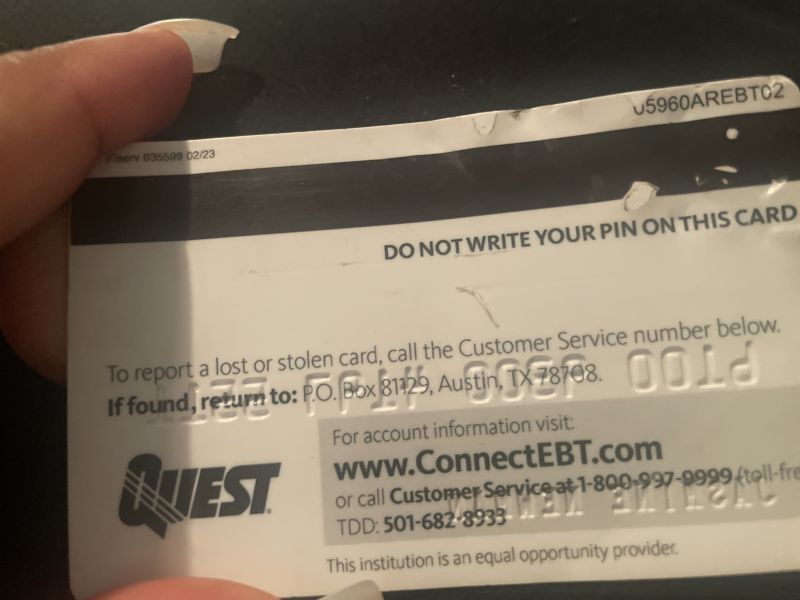 05960AREBT02
Fiserv 035599 02/23
DO NOT WRITE YOUR PIN ON THIS CARD
To report a lost or stolen card, call the Customer Service number below.
If found, return to: P.O. Box 81129, Austin, TX 78708.
For account information visit:
www.ConnectEBT.com
or call Customer Service at 1-800-997-9999 (toll-fre
TDD: 501-682-8933
QUEST
This institution is an equal opportunity provider.